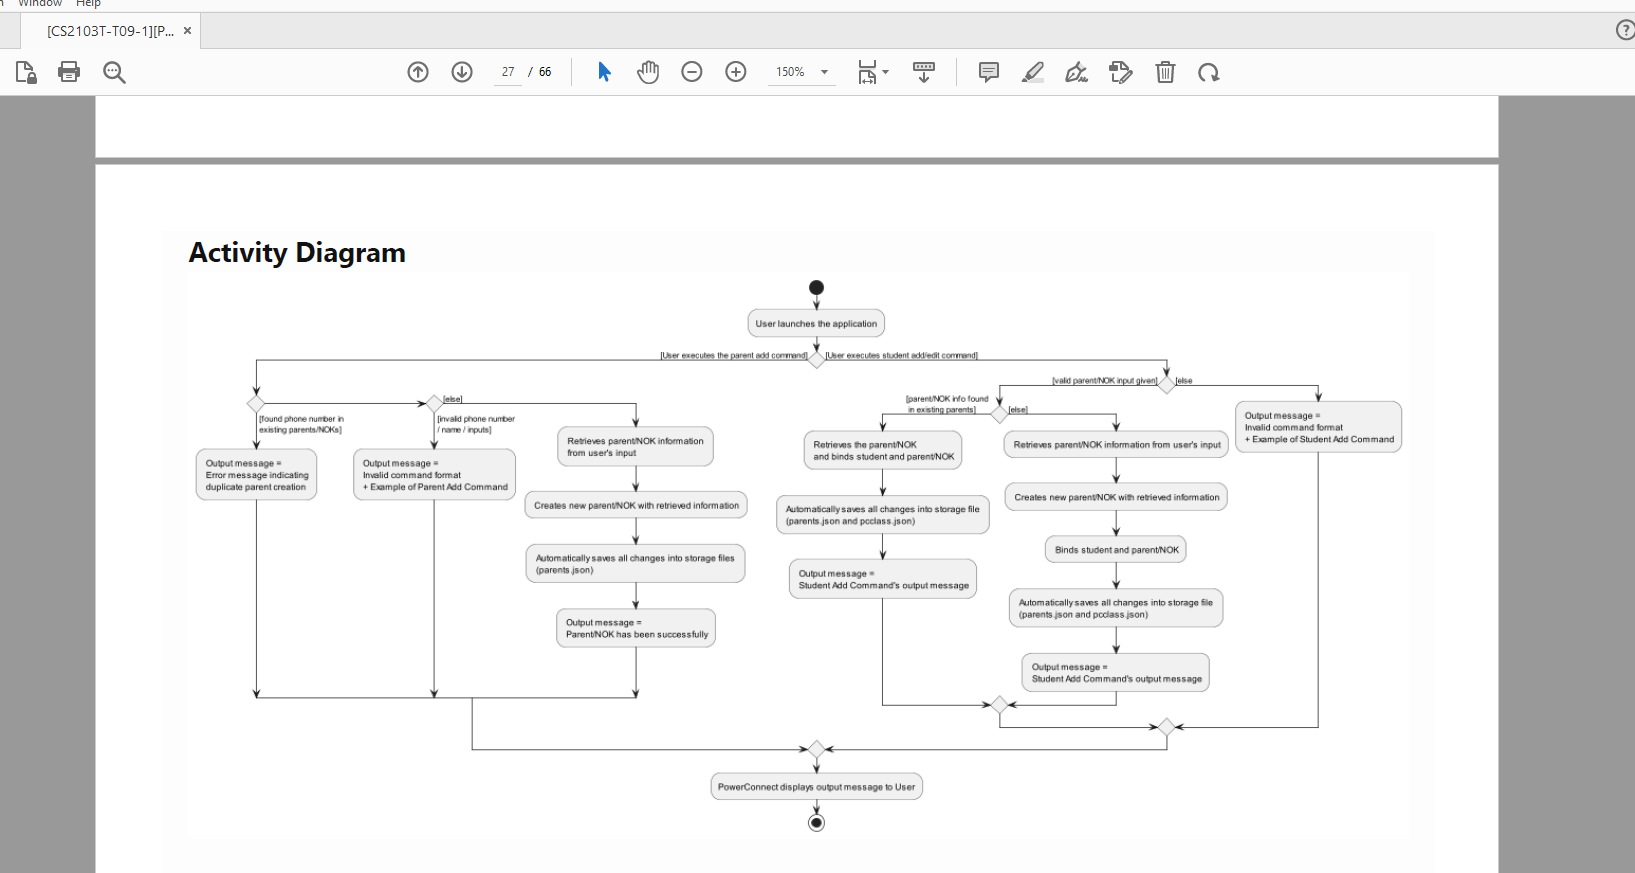 Window Help
[CS2103T-T09-1][P... ×
27 / 66
150%
Activity Diagram
User launches the application
[User executes the parent add command]
[User executes student add/edit command]
[valid parent/NOK input given]
[else
[else]
[parent/NOK info found
in existing parents]
[else]
[found phone number in
existing parents/NOKs]
[invalid phone number
/ name / inputs]
Output message =
Error message indicating
duplicate parent creation
Output message =
Invalid command format
+ Example of Parent Add Command
Retrieves parent/NOK information
from user's input
Creates new parent/NOK with retrieved information
Automatically saves all changes into storage files
(parents.json)
Output message =
Parent/NOK has been successfully
Retrieves the parent/NOK
and binds student and parent/NOK
Automatically saves all changes into storage file
(parents.json and pcclass.json)
Output message =
Student Add Command's output message
Retrieves parent/NOK information from user's input
Creates new parent/NOK with retrieved information
Binds student and parent/NOK
Automatically saves all changes into storage file
(parents.json and pcclass.json)
Output message =
Student Add Command's output message
Output message =
Invalid command format
+ Example of Student Add Command
PowerConnect displays output message to User